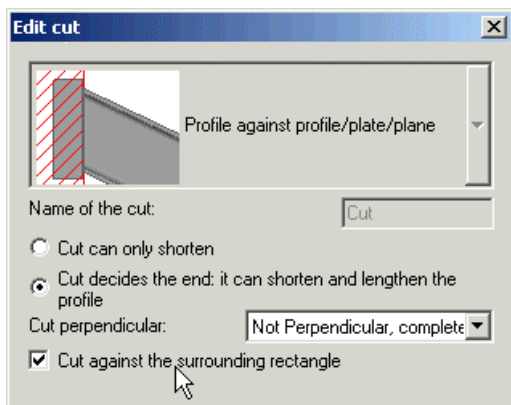 Edit cut
Profile against profile/plate/plane
Name of the cut:
Cut
Cut can only shorten
Cut decides the end: it can shorten and lengthen the
profile
Cut perpendicular:
Not Perpendicular, complete
Cut against the surrounding rectangle